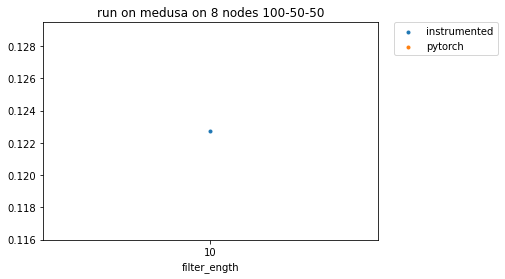 run on medusa on 8 nodes 100-50-50
instrumented
pytorch
0.128
0.126
0.124
0.122
0.120
0.118
0.116
10
filter_ength